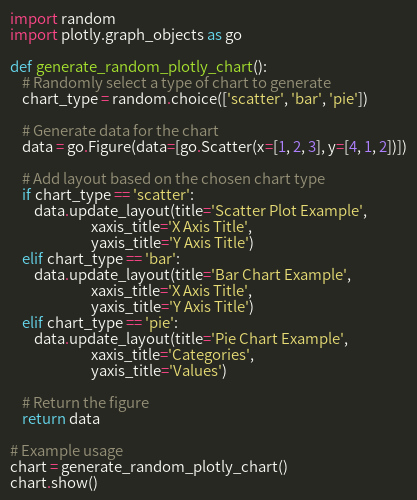 import random
import plotly.graph_objects as go

def generate_random_plotly_chart():
    # Randomly select a type of chart to generate
    chart_type = random.choice(['scatter', 'bar', 'pie'])

    # Generate data for the chart
    data = go.Figure(data=[go.Scatter(x=[1, 2, 3], y=[4, 1, 2])])

    # Add layout based on the chosen chart type
    if chart_type == 'scatter':
        data.update_layout(title='Scatter Plot Example',
                           xaxis_title='X Axis Title',
                           yaxis_title='Y Axis Title')
    elif chart_type == 'bar':
        data.update_layout(title='Bar Chart Example',
                           xaxis_title='X Axis Title',
                           yaxis_title='Y Axis Title')
    elif chart_type == 'pie':
        data.update_layout(title='Pie Chart Example',
                           xaxis_title='Categories',
                           yaxis_title='Values')

    # Return the figure
    return data

# Example usage
chart = generate_random_plotly_chart()
chart.show()